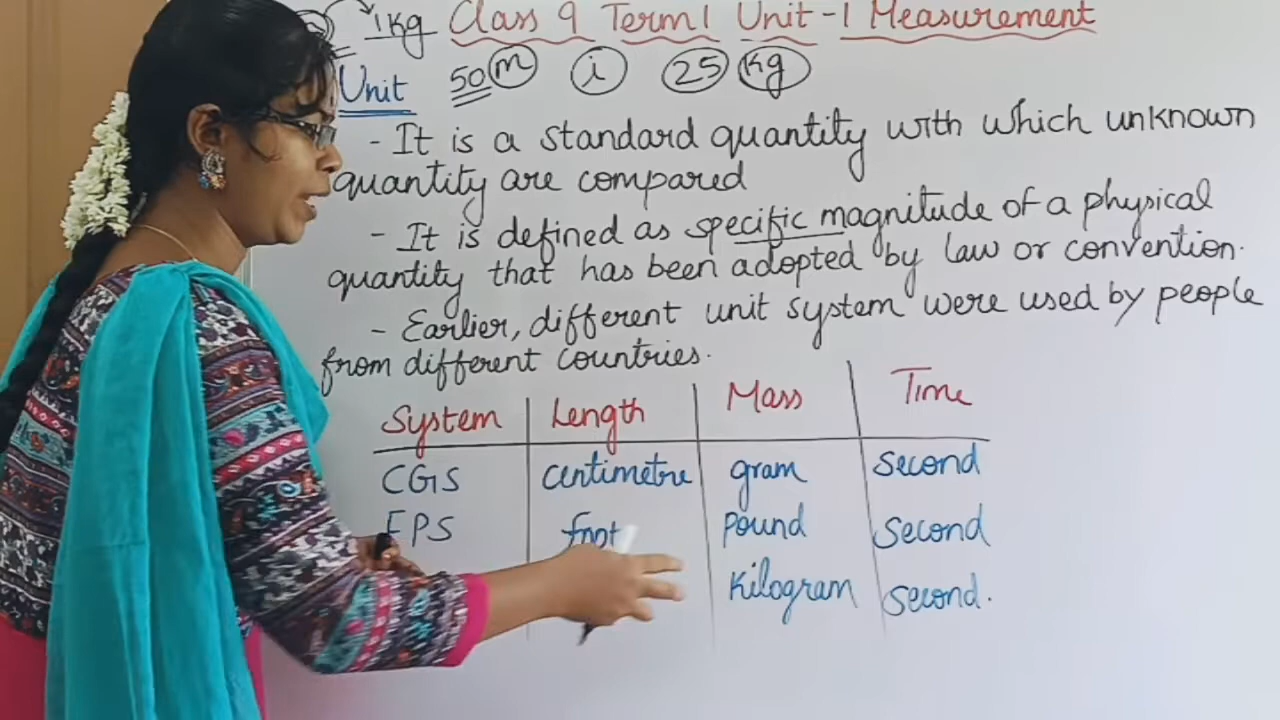 1kg Class 9 Term 1 Unit-1 Measurement
Unit 50 m i 25 kg
- It is a standard quantity with which unknown
quantity are compared
- It is defined as specific magnitude of a physical
quantity that has been adopted by law or convention.
- Earlier, different unit system were used by people
from different countries.
System Length Mass Time
CGS centimetre gram second
FPS foot pound second
kilogram second.